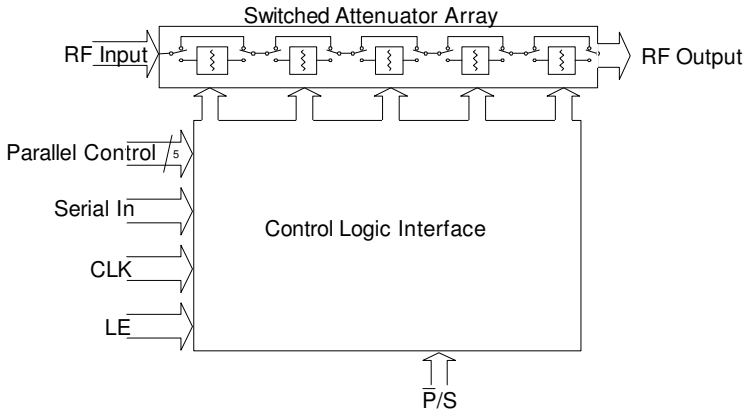 Switched Attenuator Array
RF Input
RF Output
Parallel Control
5
Serial In
Control Logic Interface
CLK
LE
P̅/S